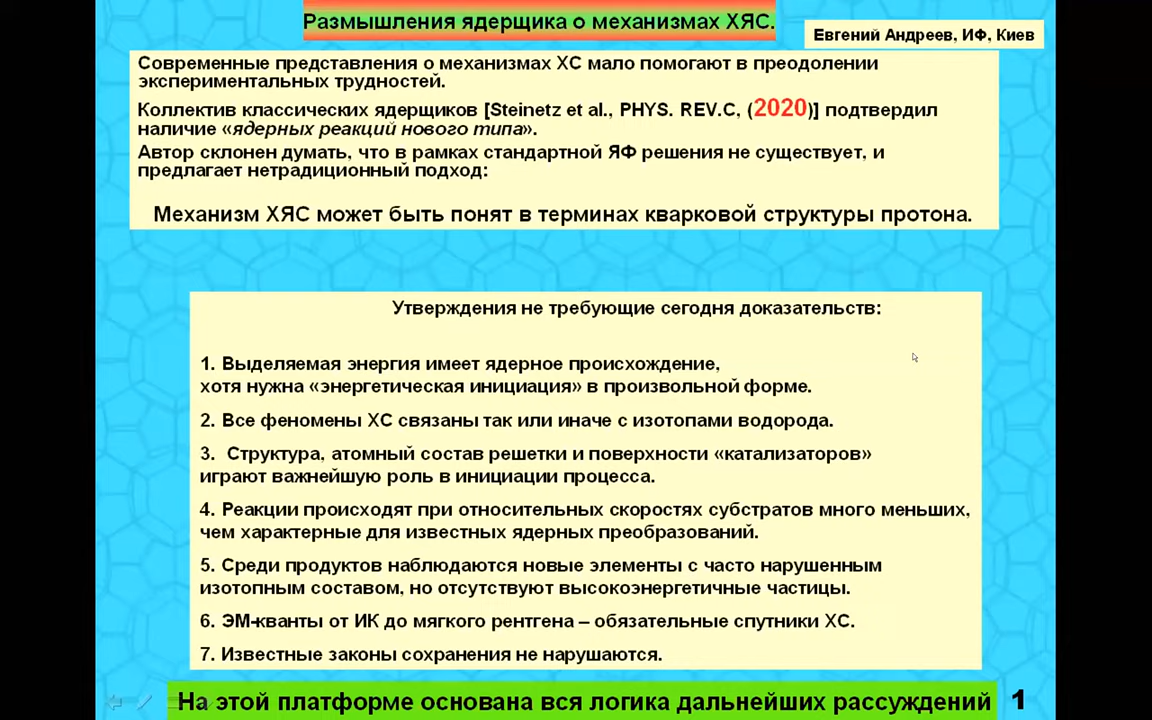 Размышления ядерщика о механизмах ХЯС.
Евгений Андреев, ИФ, Киев
Современные представления о механизмах ХС мало помогают в преодолении
экспериментальных трудностей.
Коллектив классических ядерщиков [Steinetz et al., PHYS. REV.C, (2020)] подтвердил
наличие «ядерных реакций нового типа».
Автор склонен думать, что в рамках стандартной ЯФ решения не существует, и
предлагает нетрадиционный подход:
Механизм ХЯС может быть понят в терминах кварковой структуры протона.
Утверждения не требующие сегодня доказательств:
1. Выделяемая энергия имеет ядерное происхождение,
хотя нужна «энергетическая инициация» в произвольной форме.
2. Все феномены ХС связаны так или иначе с изотопами водорода.
3. Структура, атомный состав решетки и поверхности «катализаторов»
играют важнейшую роль в инициации процесса.
4. Реакции происходят при относительных скоростях субстратов много меньших,
чем характерные для известных ядерных преобразований.
5. Среди продуктов наблюдаются новые элементы с часто нарушенным
изотопным составом, но отсутствуют высокоэнергетичные частицы.
6. ЭМ-кванты от ИК до мягкого рентгена – обязательные спутники ХС.
7. Известные законы сохранения не нарушаются.
На этой платформе основана вся логика дальнейших рассуждений
1